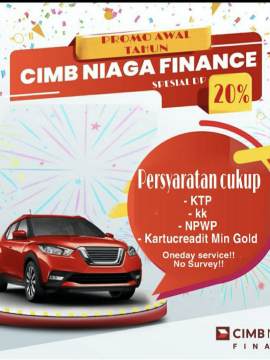 PROMO AWAL
TAHUN
CIMB NIAGA FINANCE
SPESIAL DP
20%
Persyaratan cukup
- KTP
- kk
- NPWP
- Kartucreadit Min Gold
Oneday service!!
No Survey!!
CIMB N
FINA